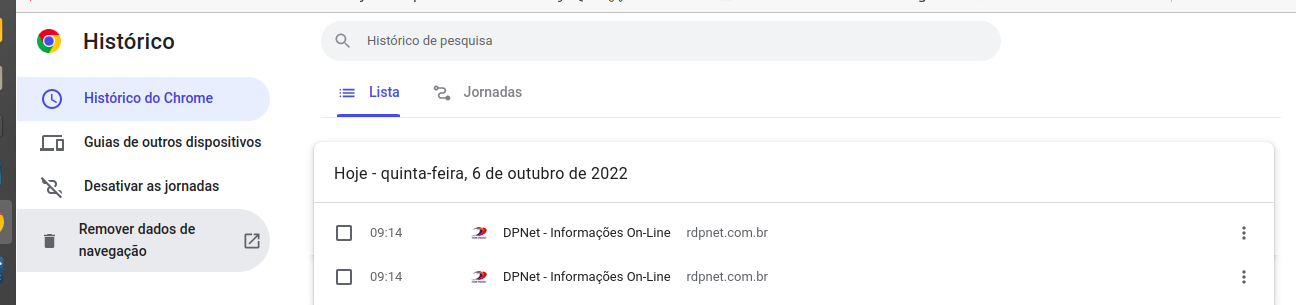 Histórico
Histórico de pesquisa
Histórico do Chrome
Guias de outros dispositivos
Desativar as jornadas
Remover dados de
navegação
Lista
Jornadas
Hoje - quinta-feira, 6 de outubro de 2022
09:14 DPNet - Informações On-Line rdpnet.com.br
09:14 DPNet - Informações On-Line rdpnet.com.br